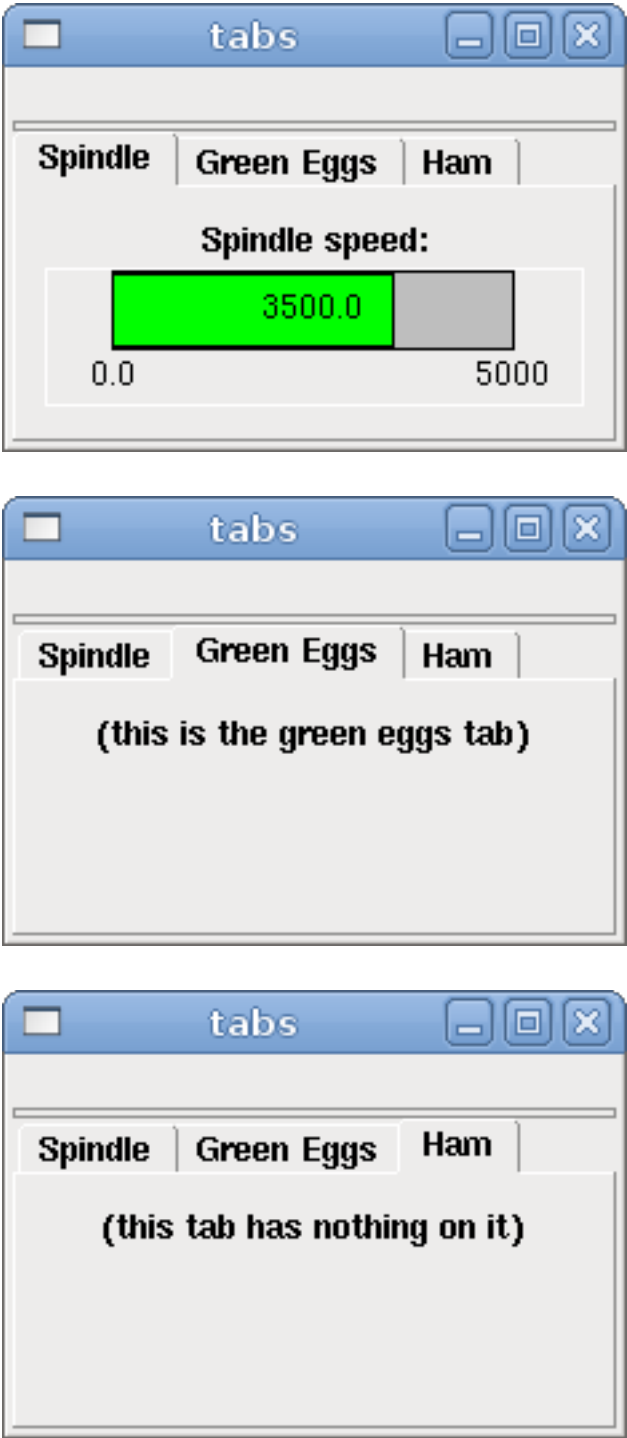 tabs
Spindle Green Eggs Ham
Spindle speed:
3500.0
0.0 5000
tabs
Spindle Green Eggs Ham
(this is the green eggs tab)
tabs
Spindle Green Eggs Ham
(this tab has nothing on it)